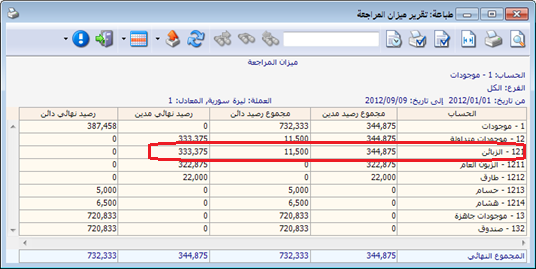 طباعة: تقرير ميزان المراجعة
ميزان المراجعة
الحساب: 1 - موجودات
الفرع: الكل
من تاريخ: 2012/01/01 إلى تاريخ: 2012/09/09 العملة: ليرة سورية, المعادل: 1
الحساب مجموع رصيد مدين مجموع رصيد دائن رصيد نهائي مدين رصيد نهائي دائن
1 - موجودات 344,875 732,333 0 387,458
12 - موجودات متداولة 344,875 11,500 333,375 0
121 - الزبائن 344,875 11,500 333,375 0
1211 - الزبون العام 322,875 0 322,875 0
1212 - طارف 22,000 0 22,000 0
1213 - حسام 0 5,000 0 5,000
1214 - هشام 0 6,500 0 6,500
13 - موجودات جاهزة 0 720,833 0 720,833
132 - صندوق 0 720,833 0 720,833
المجموع النهائي 344,875 732,333 344,875 732,333